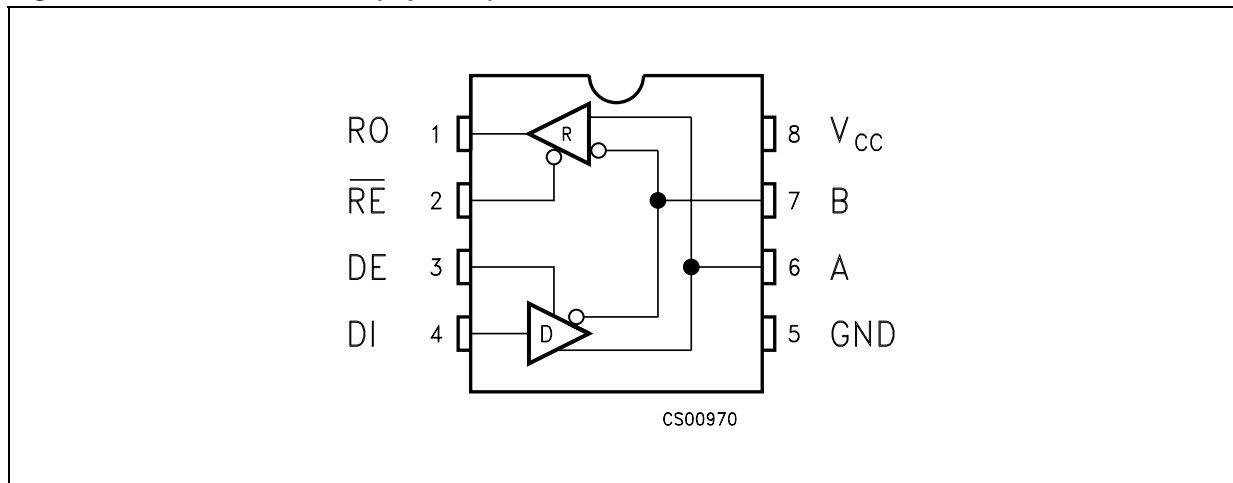 RO 1 R 8 VCC
RE 2 7 B
DE 3 6 A
DI 4 D 5 GND
CS00970